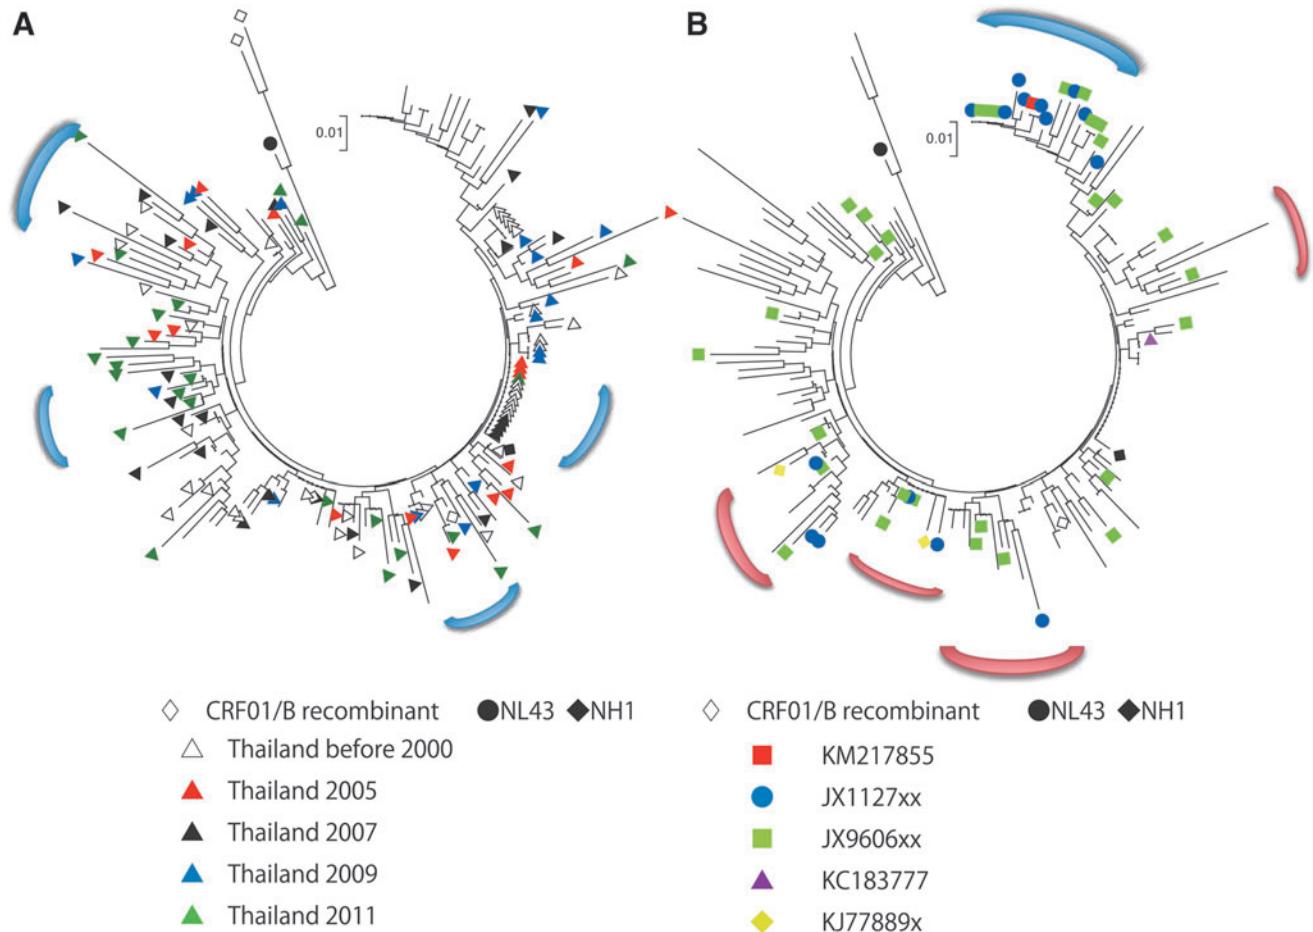 A
B
0.01
0.01
CRF01/B recombinant NL43 NH1
Thailand before 2000
Thailand 2005
Thailand 2007
Thailand 2009
Thailand 2011
CRF01/B recombinant NL43 NH1
KM217855
JX1127xx
JX9606xx
KC183777
KJ77889x